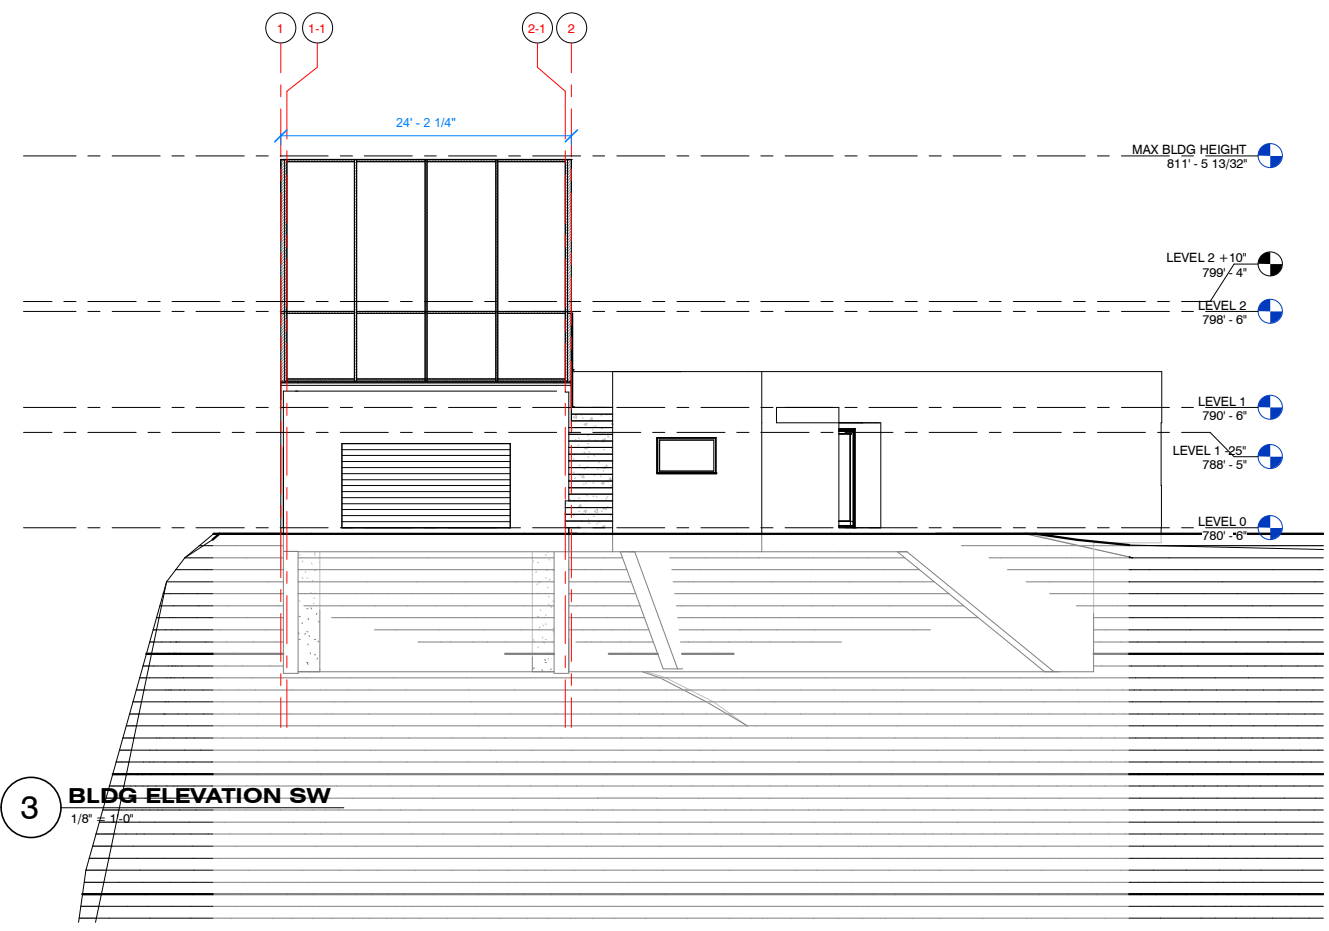 1 1-1 2-1 2
24' - 2 1/4"
MAX BLDG HEIGHT
811' - 5 13/32"
LEVEL 2 +10"
799' - 4"
LEVEL 2
798' - 6"
LEVEL 1
790' - 6"
LEVEL 1 -25"
788' - 5"
LEVEL 0
780' - 6"
3 BLDG ELEVATION SW
1/8" = 1'-0"